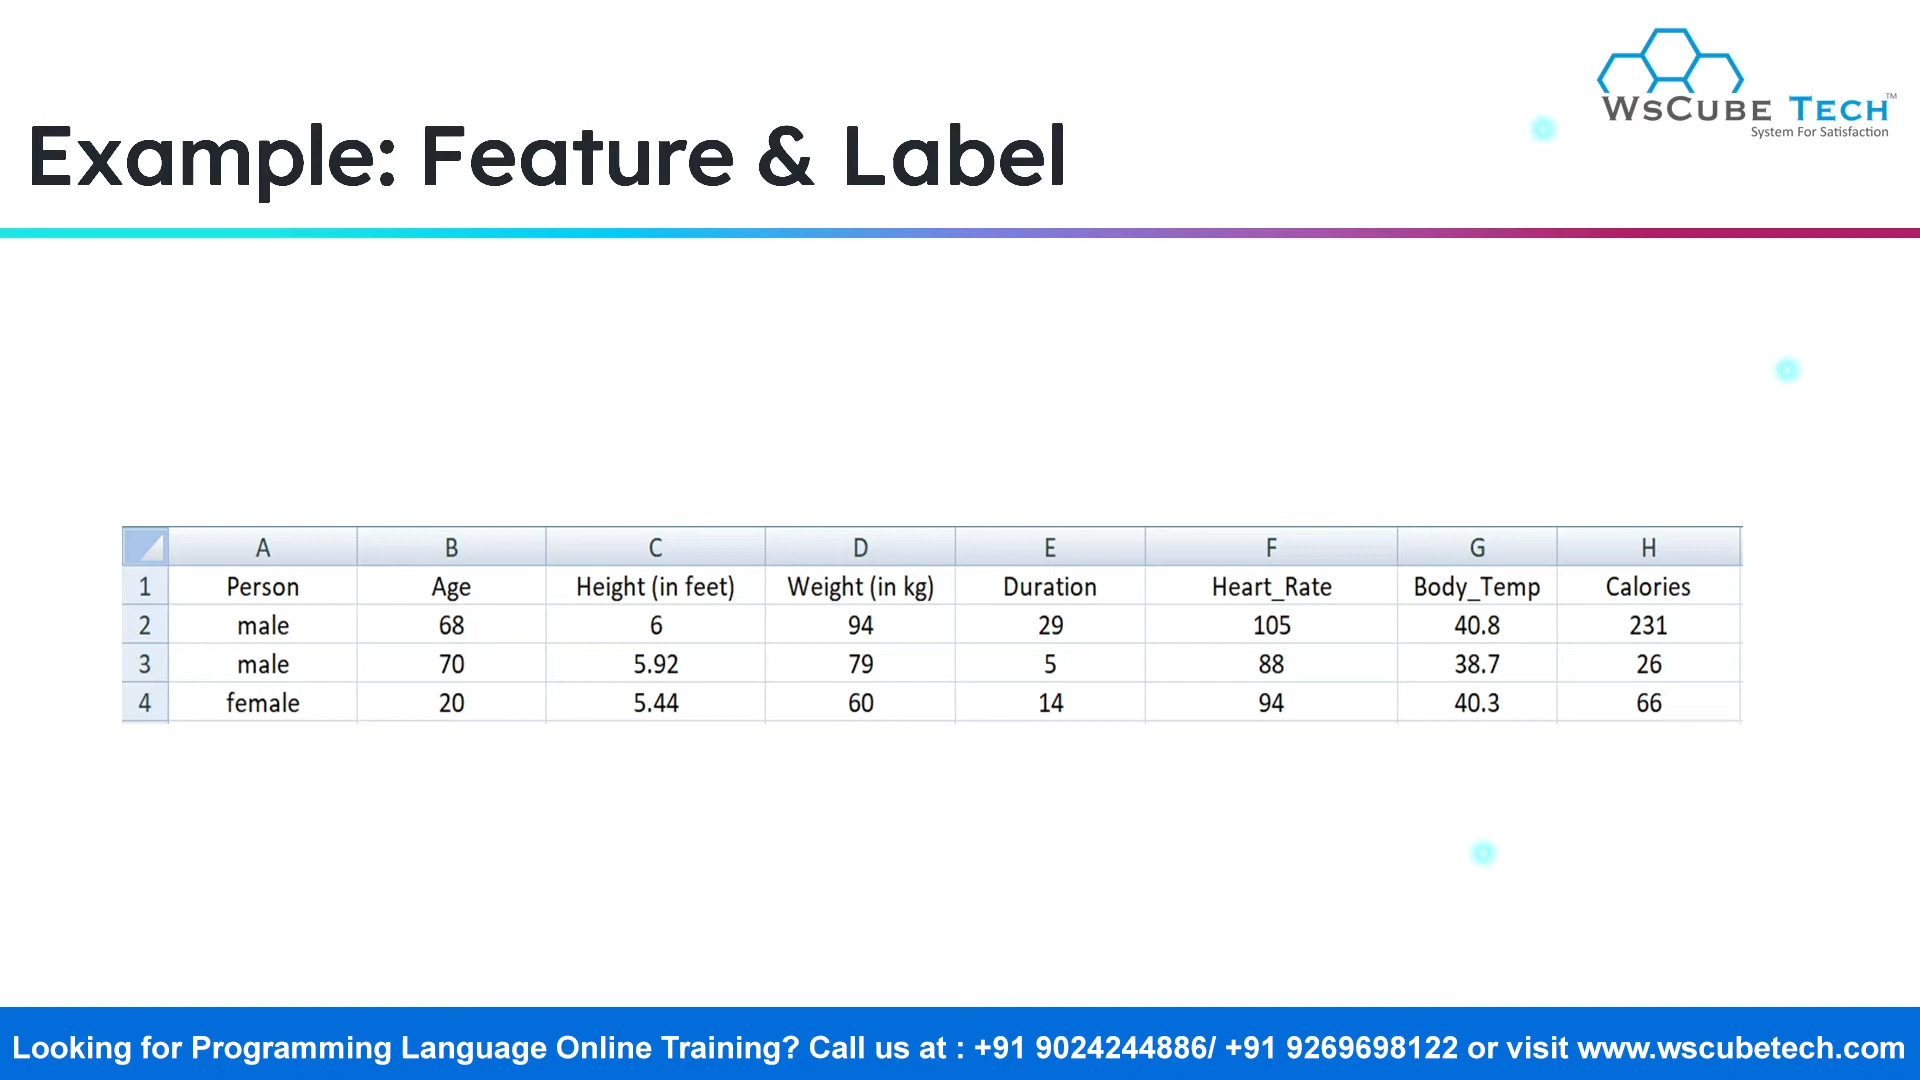 WsCube Tech™
System For Satisfaction
Example: Feature & Label
A B C D E F G H
1 Person Age Height (in feet) Weight (in kg) Duration Heart_Rate Body_Temp Calories
2 male 68 6 94 29 105 40.8 231
3 male 70 5.92 79 5 88 38.7 26
4 female 20 5.44 60 14 94 40.3 66
Looking for Programming Language Online Training? Call us at : +91 9024244886/ +91 9269698122 or visit www.wscubetech.com